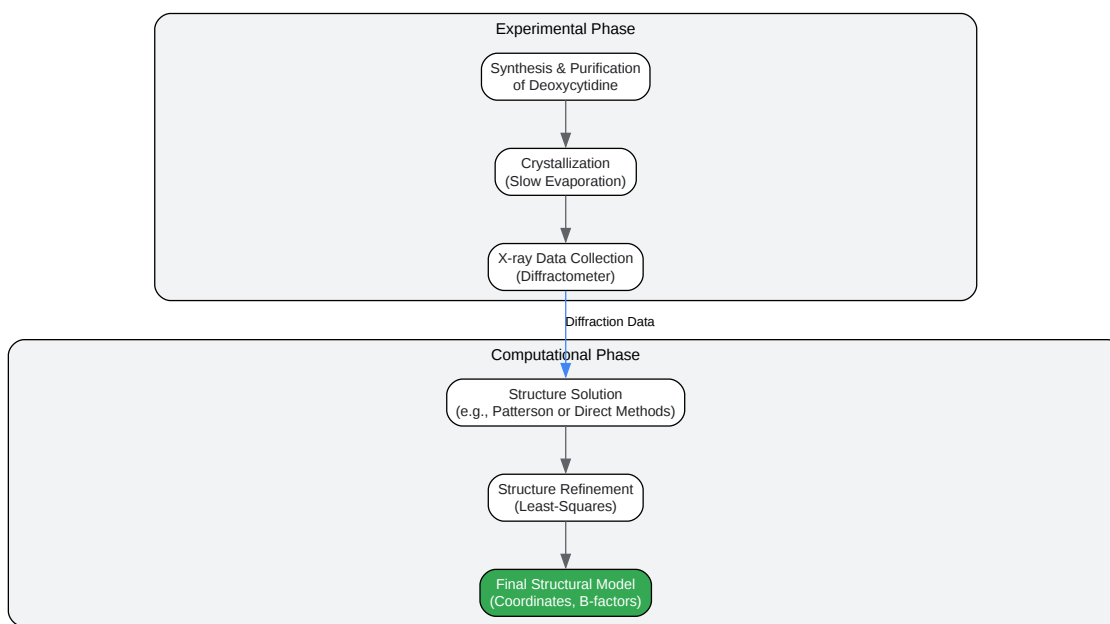 Experimental Phase
Synthesis & Purification
of Deoxycytidine
Crystallization
(Slow Evaporation)
X-ray Data Collection
(Diffractometer)
Diffraction Data
Computational Phase
Structure Solution
(e.g., Patterson or Direct Methods)
Structure Refinement
(Least-Squares)
Final Structural Model
(Coordinates, B-factors)